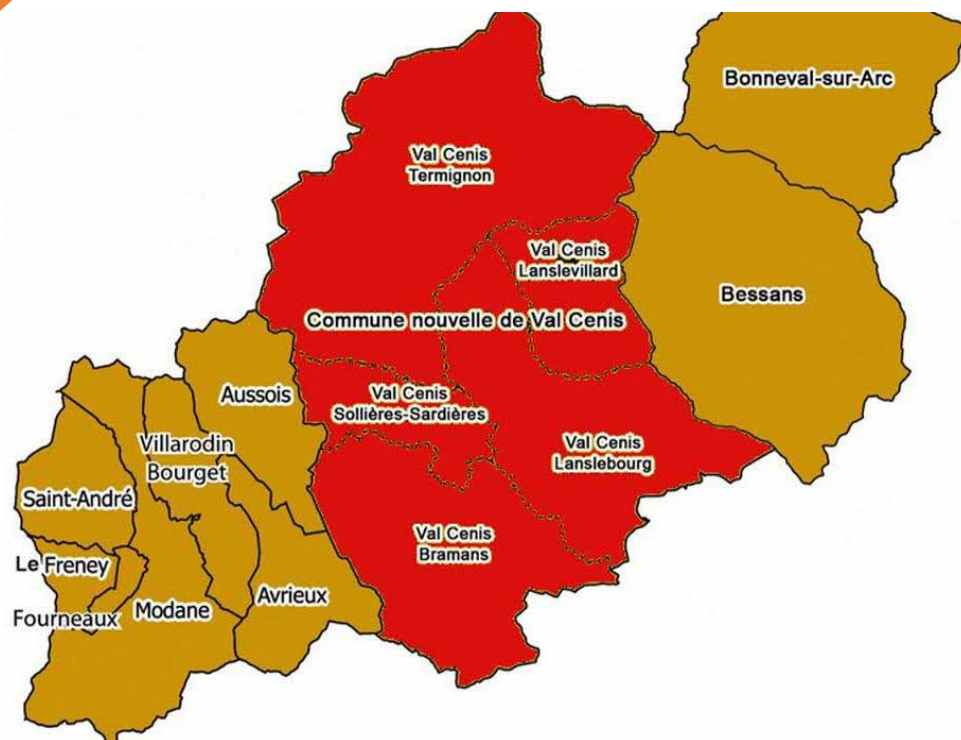 Bonneval-sur-Arc
Val Cenis
Termignon
Val Cenis
Lanslevillard
Bessans
Commune nouvelle de Val Cenis
Aussois
Val Cenis
Sollières-Sardières
Villarodin
Bourget
Val Cenis
Lanslebourg
Saint-André
Val Cenis
Bramans
Le Freney
Avrieux
Modane
Fourneaux